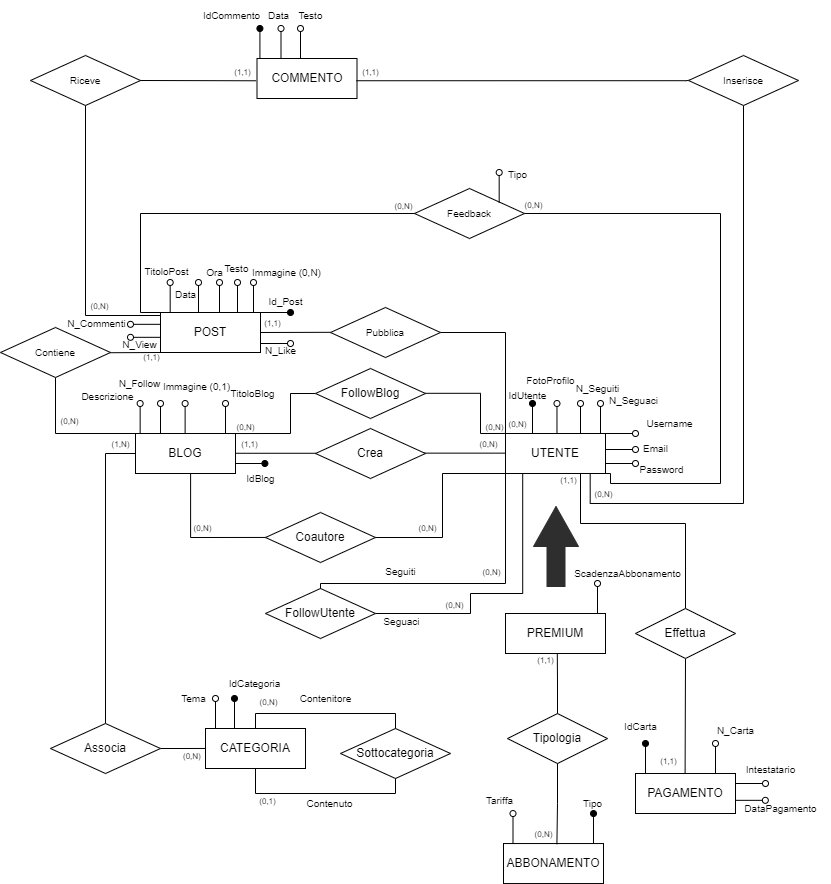 IdCommento Data Testo
Riceve
(1,1)
COMMENTO
(1,1)
Inserisce
Tipo
(0,N)
Feedback
(0,N)
TitoloPost
Data
Ora
Testo
Immagine (0,N)
Id_Post
(0,N)
N_Commenti
POST
(1,1)
Pubblica
N_View
N_Like
Contiene
(1,1)
N_Follow
Immagine (0,1)
Descrizione
TitoloBlog
FollowBlog
FotoProfilo
IdUtente
N_Seguiti
N_Seguaci
(0,N)
(0,N)
(0,N)
(0,N)
Username
(1,N)
BLOG
(1,1)
Crea
(0,N)
UTENTE
Email
Password
IdBlog
(1,1)
(0,N)
(0,N)
Coautore
(0,N)
Seguiti
(0,N)
ScadenzaAbbonamento
FollowUtente
(0,N)
Seguaci
PREMIUM
Effettua
(1,1)
IdCategoria
Tema
(0,N)
Contenitore
Associa
(0,N)
CATEGORIA
Sottocategoria
Tipologia
IdCarta
N_Carta
(0,1)
Contenuto
(1,1)
Intestatario
PAGAMENTO
DataPagamento
Tariffa
Tipo
(0,N)
ABBONAMENTO